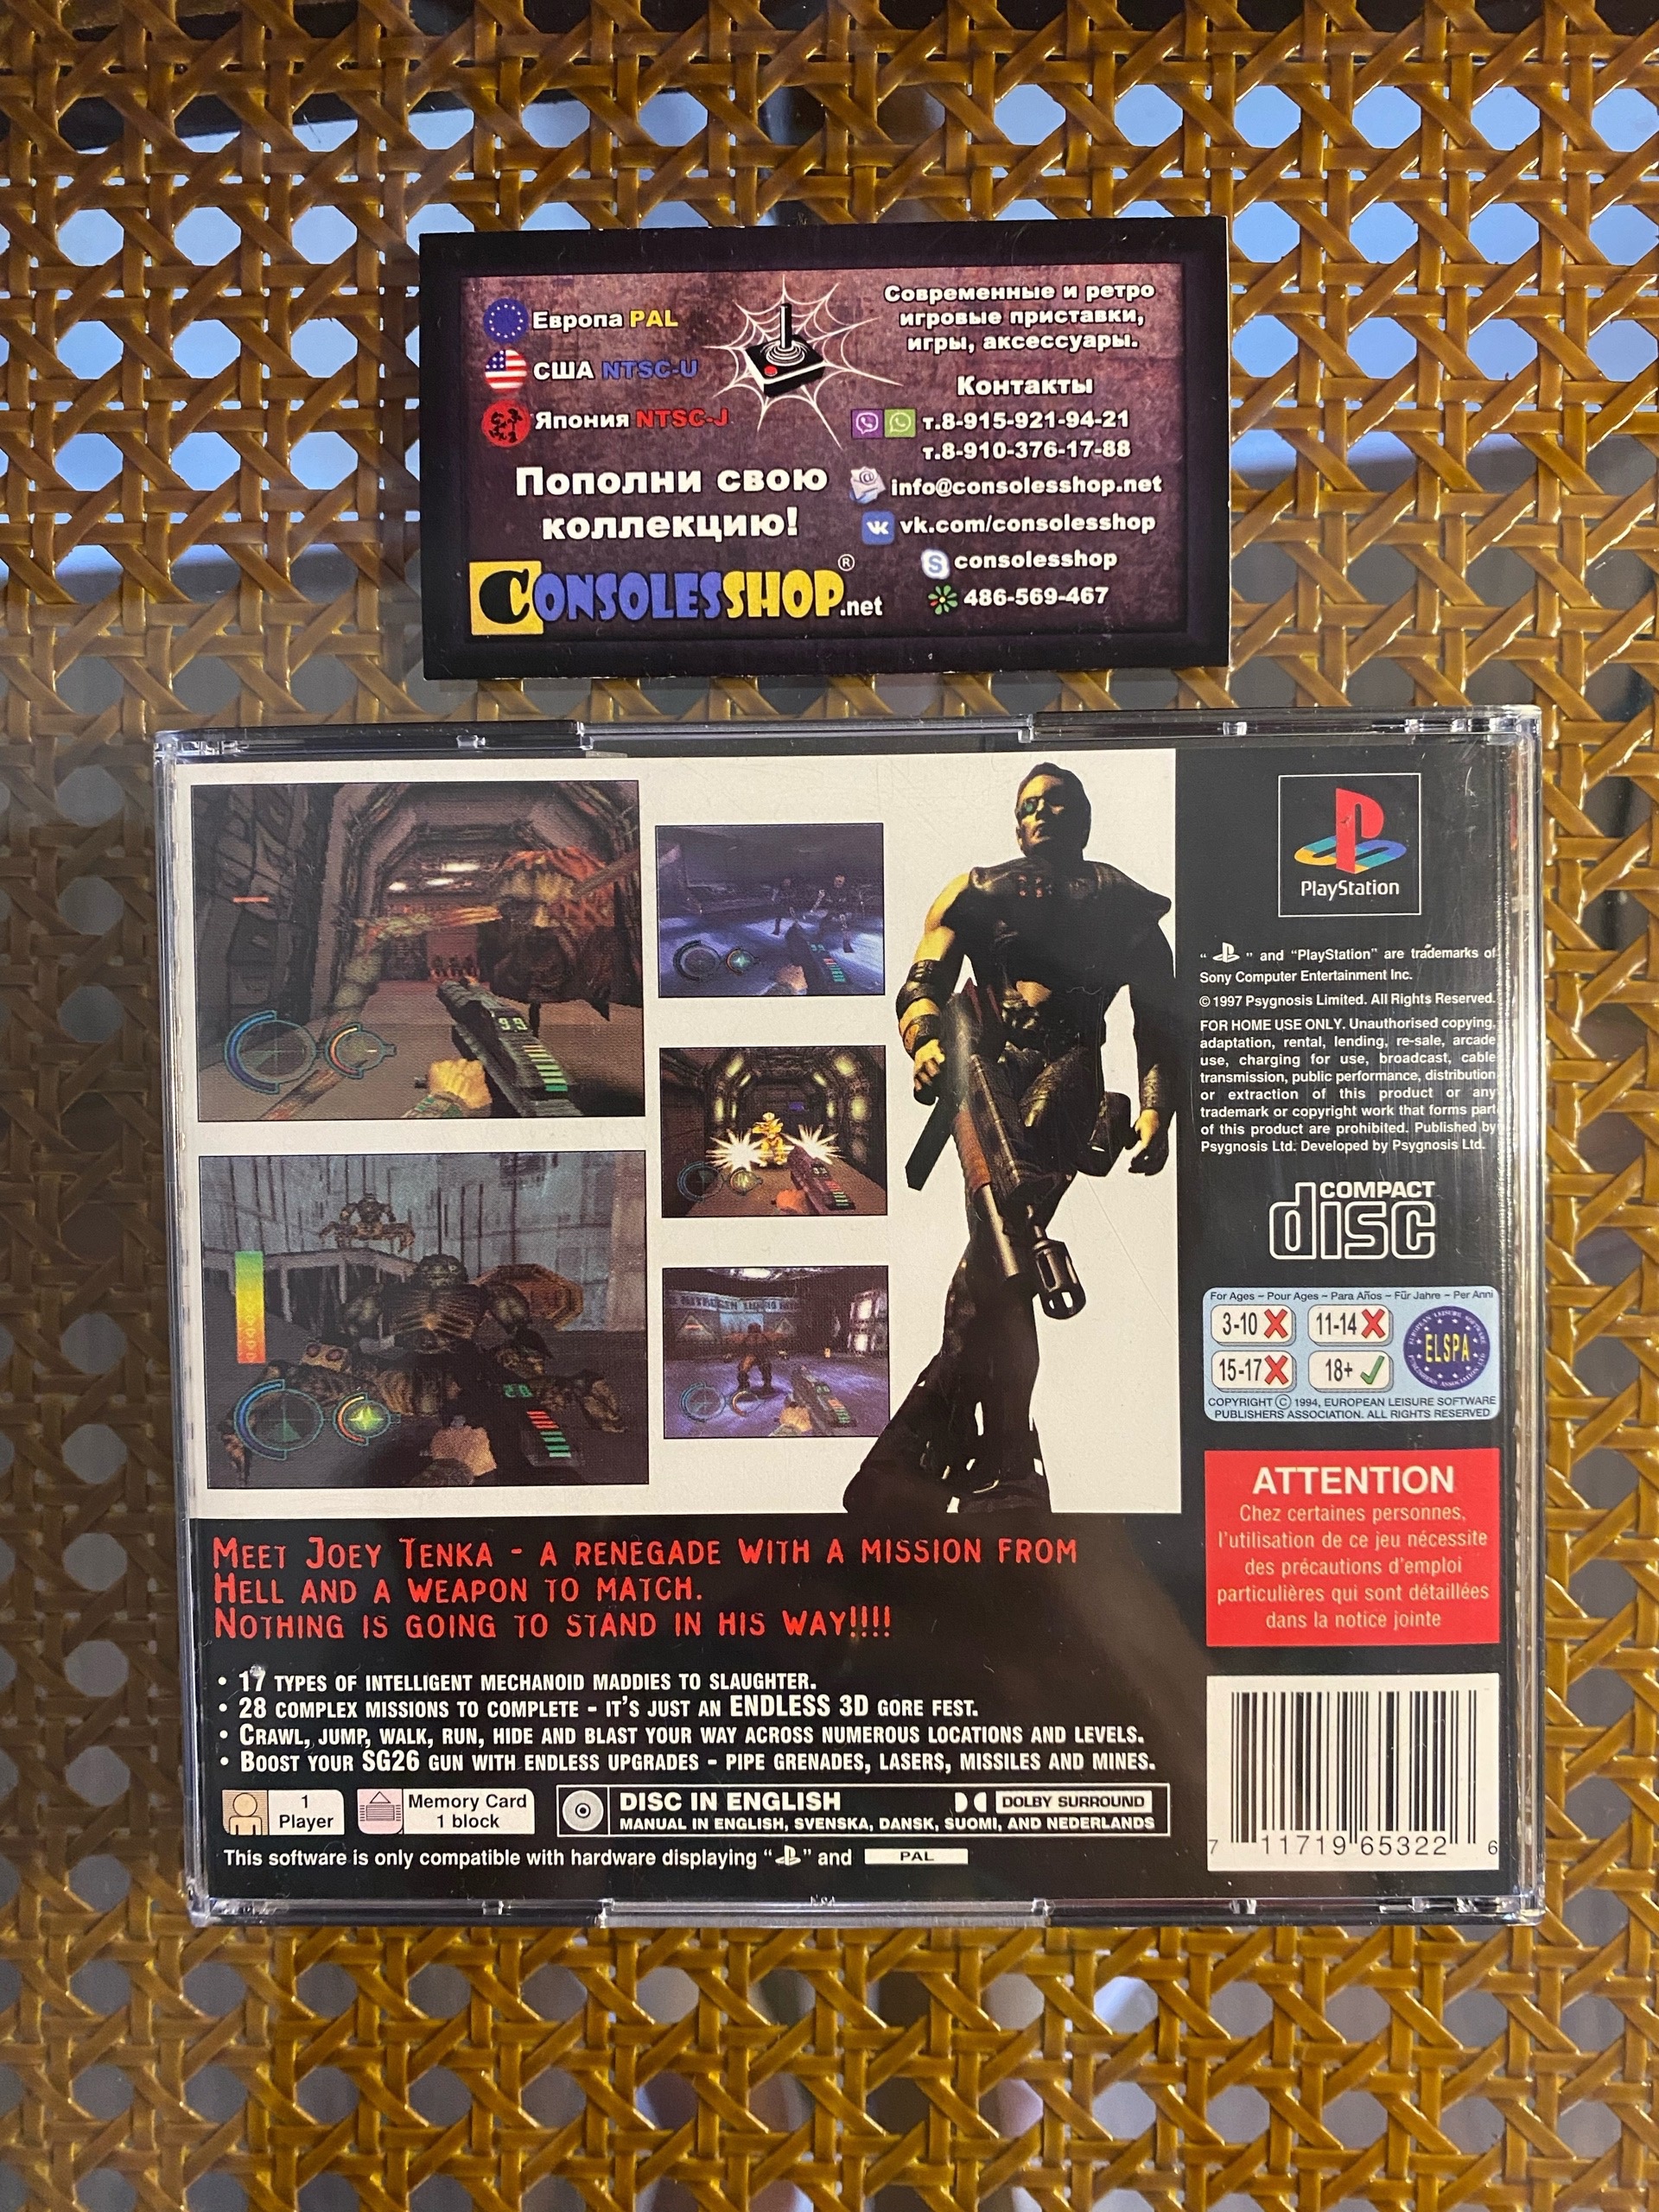 Европа PAL
США NTSC-U
Япония NTSC-J
Пополни свою
коллекцию!
CONSOLESSHOP.net
®
Современные и ретро
игровые приставки,
игры, аксессуары.
Контакты
т.8-915-921-94-21
т.8-910-376-17-88
info@consolesshop.net
vk.com/consolesshop
consolesshop
486-569-467
PlayStation
" " and "PlayStation" are trademarks of
Sony Computer Entertainment Inc.
© 1997 Psygnosis Limited. All Rights Reserved.
FOR HOME USE ONLY. Unauthorised copying,
adaptation, rental, lending, re-sale, arcade
use, charging for use, broadcast, cable
transmission, public performance, distribution
or extraction of this product or any
trademark or copyright work that forms part
of this product are prohibited. Published by
Psygnosis Ltd. Developed by Psygnosis Ltd.
COMPACT
disc
For Ages ~ Pour Ages ~ Para Años ~ Für Jahre ~ Per Anni
3-10 11-14
15-17 18+
ELSPA
COPYRIGHT © 1994, EUROPEAN LEISURE SOFTWARE
PUBLISHERS ASSOCIATION. ALL RIGHTS RESERVED
ATTENTION
Chez certaines personnes,
l'utilisation de ce jeu nécessite
des précautions d'emploi
particulières qui sont détaillées
dans la notice jointe
7 11719 65322 6
MEET JOEY TENKA - A RENEGADE WITH A MISSION FROM
HELL AND A WEAPON TO MATCH.
NOTHING IS GOING TO STAND IN HIS WAY!!!!
• 17 TYPES OF INTELLIGENT MECHANOID MADDIES TO SLAUGHTER.
• 28 COMPLEX MISSIONS TO COMPLETE - IT'S JUST AN ENDLESS 3D GORE FEST.
• CRAWL, JUMP, WALK, RUN, HIDE AND BLAST YOUR WAY ACROSS NUMEROUS LOCATIONS AND LEVELS.
• BOOST YOUR SG26 GUN WITH ENDLESS UPGRADES - PIPE GRENADES, LASERS, MISSILES AND MINES.
1
Player
Memory Card
1 block
DISC IN ENGLISH
DOLBY SURROUND
MANUAL IN ENGLISH, SVENSKA, DANSK, SUOMI, AND NEDERLANDS
This software is only compatible with hardware displaying " " and PAL